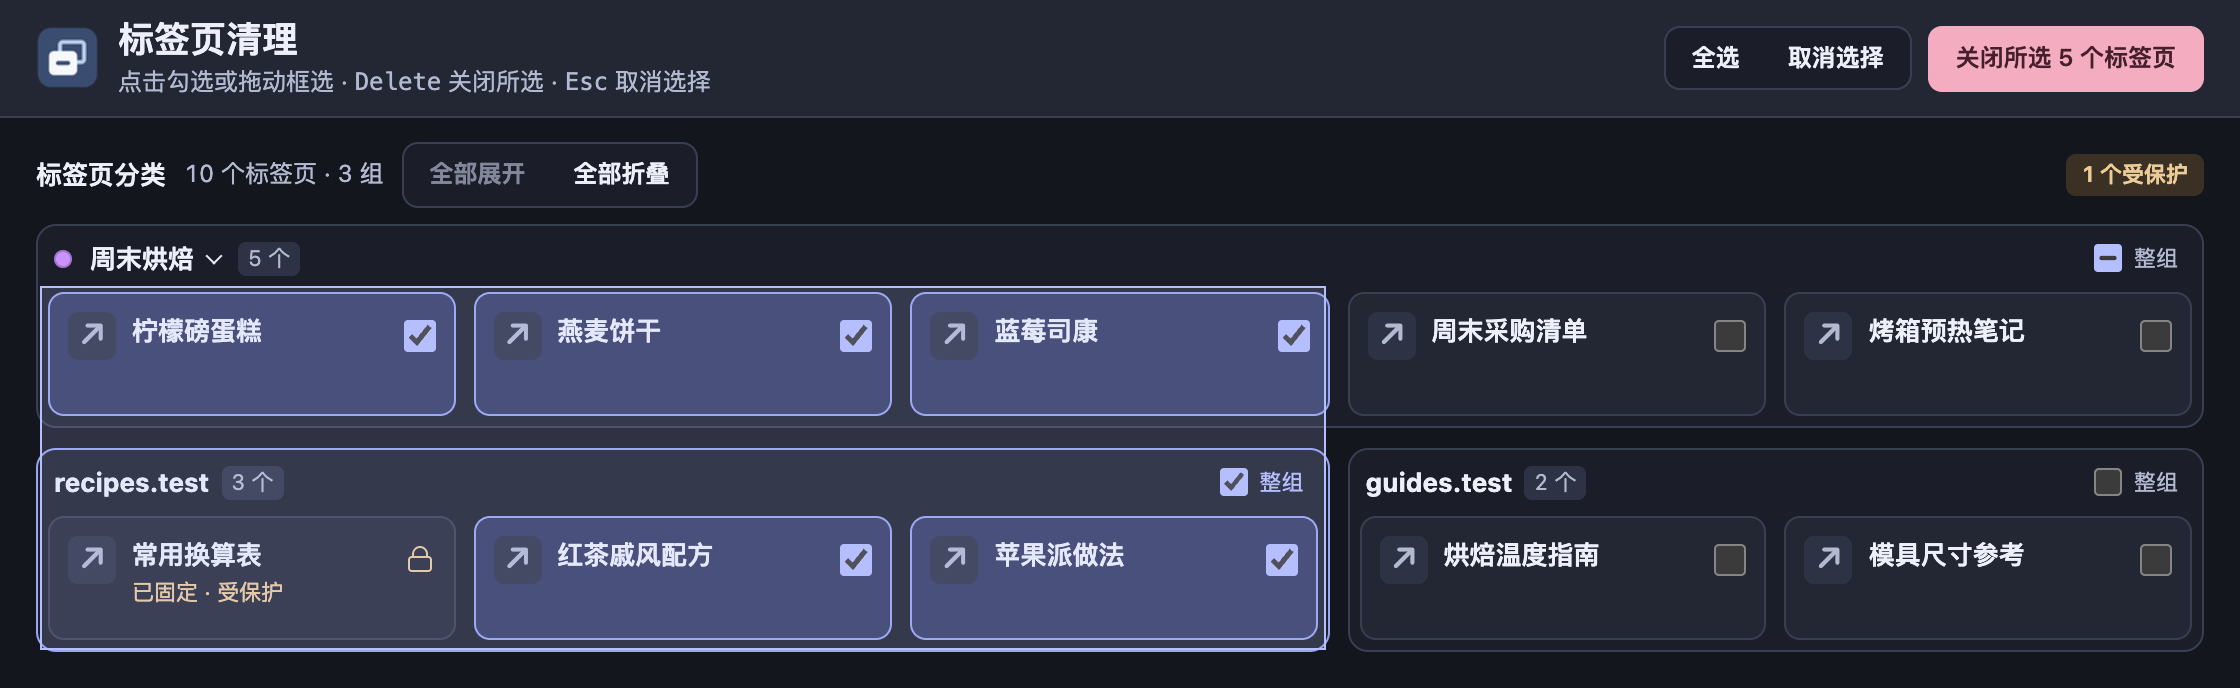 标签页清理
点击勾选或拖动框选 · Delete 关闭所选 · Esc 取消选择
全选 取消选择 关闭所选 5 个标签页
标签页分类 10 个标签页 · 3 组 全部展开 全部折叠 1 个受保护
周末烘焙 5 个 整组
柠檬磅蛋糕 燕麦饼干 蓝莓司康 周末采购清单 烤箱预热笔记
recipes.test 3 个 整组
常用换算表 红茶戚风配方 苹果派做法
已固定 · 受保护
guides.test 2 个 整组
烘焙温度指南 模具尺寸参考